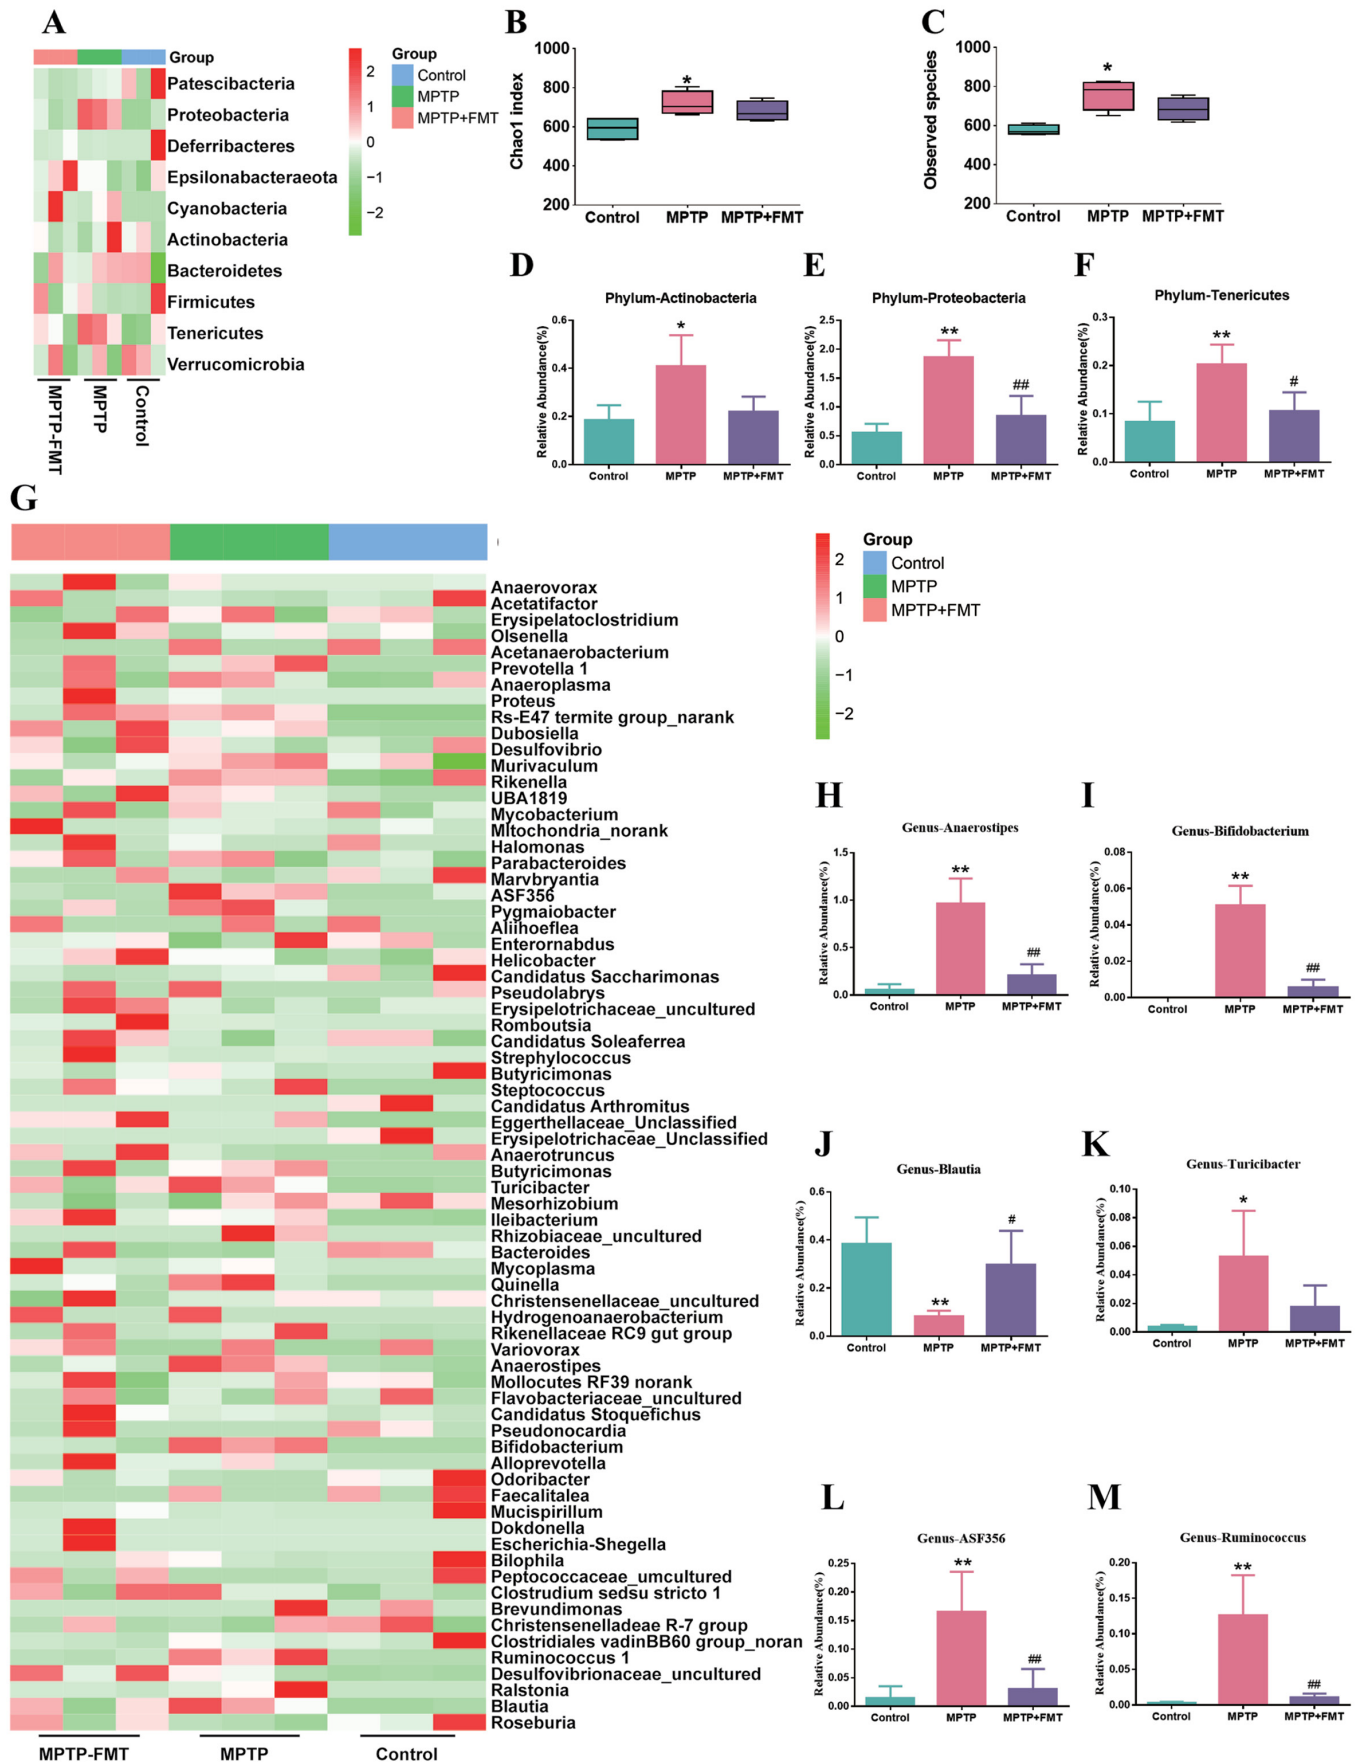 A
Group
Patescibacteria
Proteobacteria
Deferribacteres
Epsilonabacteraeota
Cyanobacteria
Actinobacteria
Bacteroidetes
Firmicutes
Tenericutes
Verrucomicrobia
MPTP-FMT
MPTP
Control
2
1
0
−1
−2
Group
Control
MPTP
MPTP+FMT
B
Chao1 index
1000
800
600
400
200
*
Control
MPTP
MPTP+FMT
C
Observed species
1000
800
600
400
200
*
Control
MPTP
MPTP+FMT
D
Phylum-Actinobacteria
Relative Abundance(%)
0.6
0.4
0.2
0.0
*
Control
MPTP
MPTP+FMT
E
Phylum-Proteobacteria
Relative Abundance(%)
2.5
2.0
1.5
1.0
0.5
0.0
**
##
Control
MPTP
MPTP+FMT
F
Phylum-Tenericutes
Relative Abundance(%)
0.3
0.2
0.1
0.0
**
#
Control
MPTP
MPTP+FMT
G
Anaerovorax
Acetatifactor
Erysipelatoclostridium
Olsenella
Acetanaerobacterium
Prevotella 1
Anaeroplasma
Proteus
Rs-E47 termite group_narank
Dubosiella
Desulfovibrio
Murivaculum
Rikenella
UBA1819
Mycobacterium
MItochondria_norank
Halomonas
Parabacteroides
Marvbryantia
ASF356
Pygmaiobacter
Aliihoeflea
Enterornabdus
Helicobacter
Candidatus Saccharimonas
Pseudolabrys
Erysipelotrichaceae_uncultured
Romboutsia
Candidatus Soleaferrea
Strephylococcus
Butyricimonas
Steptococcus
Candidatus Arthromitus
Eggerthellaceae_Unclassified
Erysipelotrichaceae_Unclassified
Anaerotruncus
Butyricimonas
Turicibacter
Mesorhizobium
Ileibacterium
Rhizobiaceae_uncultured
Bacteroides
Mycoplasma
Quinella
Christensenellaceae_uncultured
Hydrogenoanaerobacterium
Rikenellaceae RC9 gut group
Variovorax
Anaerostipes
Mollocutes RF39 norank
Flavobacteriaceae_uncultured
Candidatus Stoquefichus
Pseudonocardia
Bifidobacterium
Alloprevotella
Odoribacter
Faecalitalea
Mucispirillum
Dokdonella
Escherichia-Shegella
Bilophila
Peptococcaceae_umcultured
Clostrudium sedsu stricto 1
Brevundimonas
Christensenelladeae R-7 group
Clostridiales vadinBB60 group_noran
Ruminococcus 1
Desulfovibrionaceae_uncultured
Ralstonia
Blautia
Roseburia
MPTP-FMT
MPTP
Control
2
1
0
−1
−2
Group
Control
MPTP
MPTP+FMT
H
Genus-Anaerostipes
Relative Abundance(%)
1.5
1.0
0.5
0.0
**
##
Control
MPTP
MPTP+FMT
I
Genus-Bifidobacterium
Relative Abundance(%)
0.08
0.06
0.04
0.02
0.00
**
##
Control
MPTP
MPTP+FMT
J
Genus-Blautia
Relative Abundance(%)
0.6
0.4
0.2
0.0
**
#
Control
MPTP
MPTP+FMT
K
Genus-Turicibacter
Relative Abundance(%)
0.10
0.08
0.06
0.04
0.02
0.00
*
Control
MPTP
MPTP+FMT
L
Genus-ASF356
Relative Abundance(%)
0.25
0.20
0.15
0.10
0.05
0.00
**
##
Control
MPTP
MPTP+FMT
M
Genus-Ruminococcus
Relative Abundance(%)
0.20
0.15
0.10
0.05
0.00
**
##
Control
MPTP
MPTP+FMT